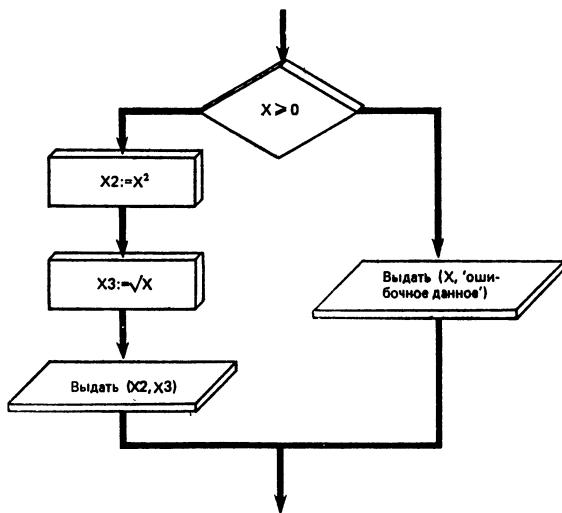 X ⩾ 0
X2:=X²
X3:=√X
Выдать (X2, X3)
Выдать (X, 'оши-
бочное данное')